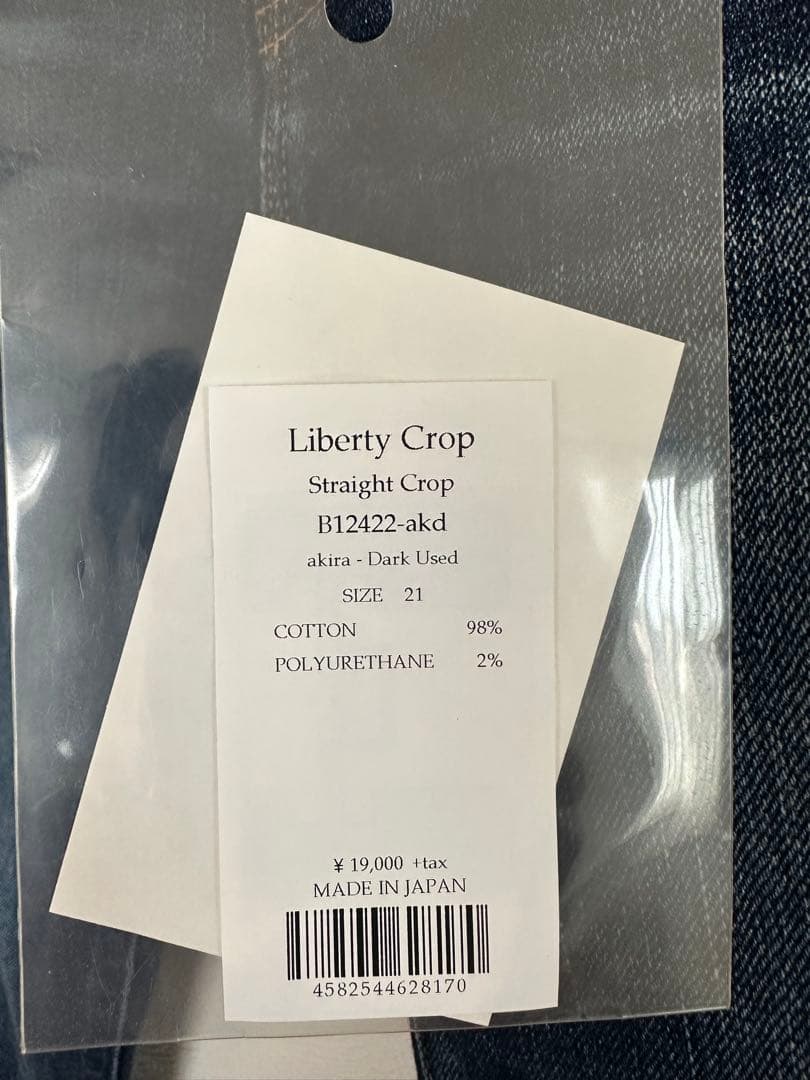 Liberty Crop
Straight Crop
B12422-akd
akira - Dark Used
SIZE 21
COTTON 98%
POLYURETHANE 2%
¥ 19,000 +tax
MADE IN JAPAN
4582544628170